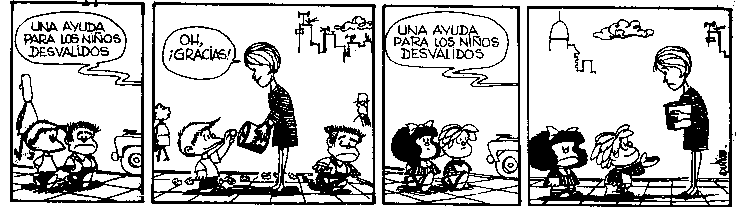 UNA AYUDA
PARA LOS NIÑOS
DESVALIDOS
OH,
¡GRACIAS!
UNA AYUDA
PARA LOS NIÑOS
DESVALIDOS